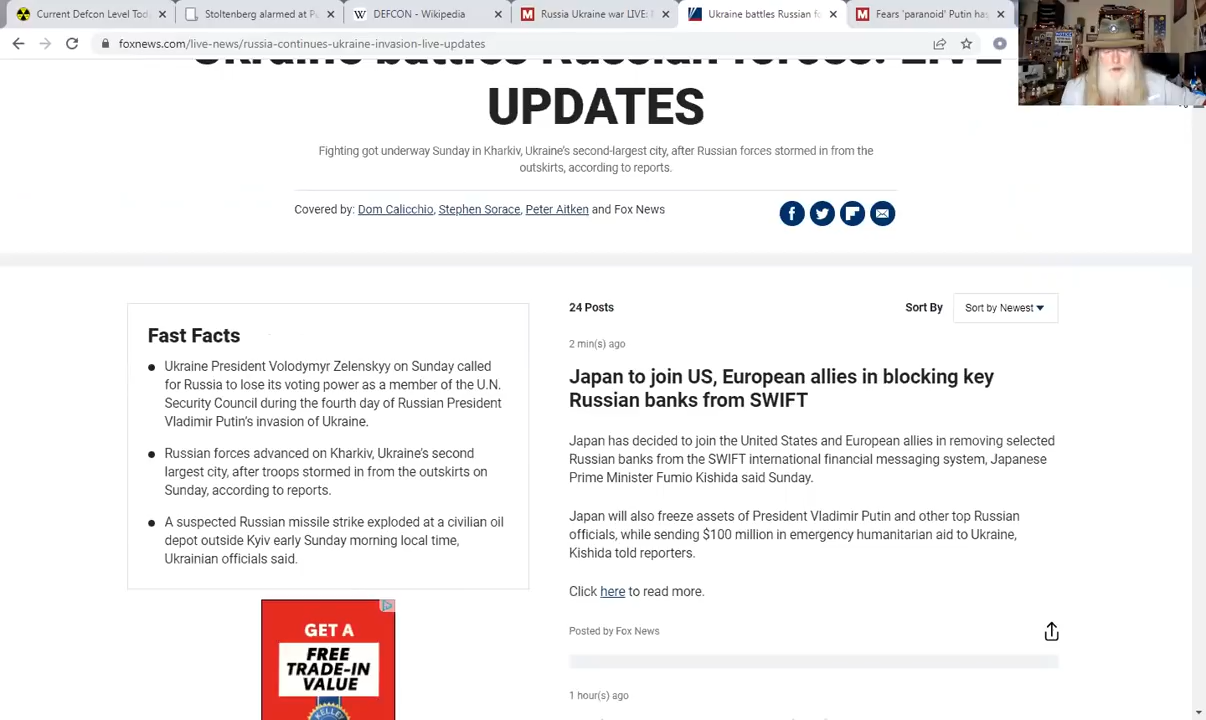 Current Defcon Level Tod
Stoltenberg alarmed at P
DEFCON - Wikipedia
Russia Ukraine war LIVE:
Ukraine battles Russian fo
Fears 'paranoid' Putin has
foxnews.com/live-news/russia-continues-ukraine-invasion-live-updates
Ukraine battles Russian forces: LIVE
UPDATES
Fighting got underway Sunday in Kharkiv, Ukraine's second-largest city, after Russian forces stormed in from the
outskirts, according to reports.
Covered by: Dom Calicchio, Stephen Sorace, Peter Aitken and Fox News
Fast Facts
Ukraine President Volodymyr Zelenskyy on Sunday called
for Russia to lose its voting power as a member of the U.N.
Security Council during the fourth day of Russian President
Vladimir Putin's invasion of Ukraine.
Russian forces advanced on Kharkiv, Ukraine's second
largest city, after troops stormed in from the outskirts on
Sunday, according to reports.
A suspected Russian missile strike exploded at a civilian oil
depot outside Kyiv early Sunday morning local time,
Ukrainian officials said.
GET A
FREE
TRADE-IN
VALUE
24 Posts
Sort By
Sort by Newest
2 min(s) ago
Japan to join US, European allies in blocking key
Russian banks from SWIFT
Japan has decided to join the United States and European allies in removing selected
Russian banks from the SWIFT international financial messaging system, Japanese
Prime Minister Fumio Kishida said Sunday.
Japan will also freeze assets of President Vladimir Putin and other top Russian
officials, while sending $100 million in emergency humanitarian aid to Ukraine,
Kishida told reporters.
Click here to read more.
Posted by Fox News
1 hour(s) ago